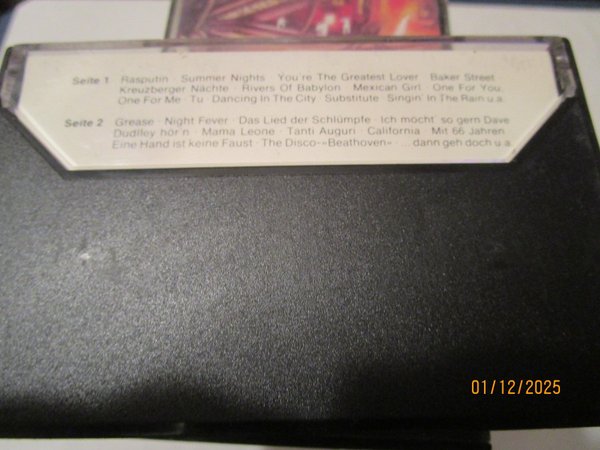 Seite 1 Rasputin · Summer Nights · You're The Greatest Lover · Baker Street
Kreuzberger Nächte · Rivers Of Babylon · Mexican Girl · One For You,
One For Me · Tu · Dancing In The City · Substitute · Singin' In The Rain u.a.
Seite 2 Grease · Night Fever · Das Lied der Schlümpfe · Ich möcht' so gern Dave
Dudley hör'n · Mama Leone · Tanti Auguri · California · Mit 66 Jahren
Eine Hand ist keine Faust · The Disco-»Beathoven« · ...dann geh doch u.a.
01/12/2025